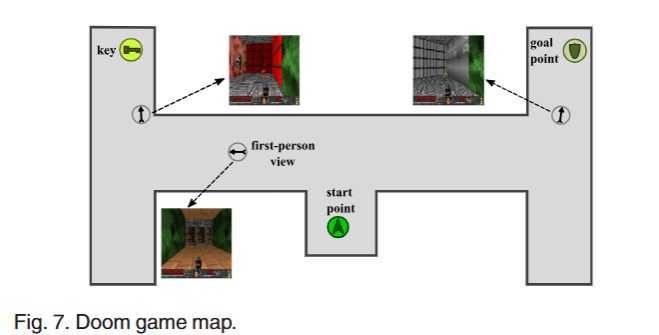 key
goal
point
first-person
view
start
point
Fig. 7. Doom game map.